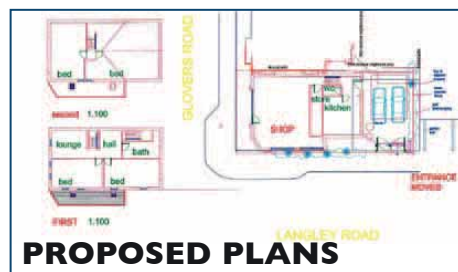 bed bed
second 1.100
lounge hall
bath
bed bed
FIRST 1.100
GLOVERS ROAD
WC
store
kitchen
SHOP
ENTRANCE
MOVED
LANGLEY ROAD
PROPOSED PLANS